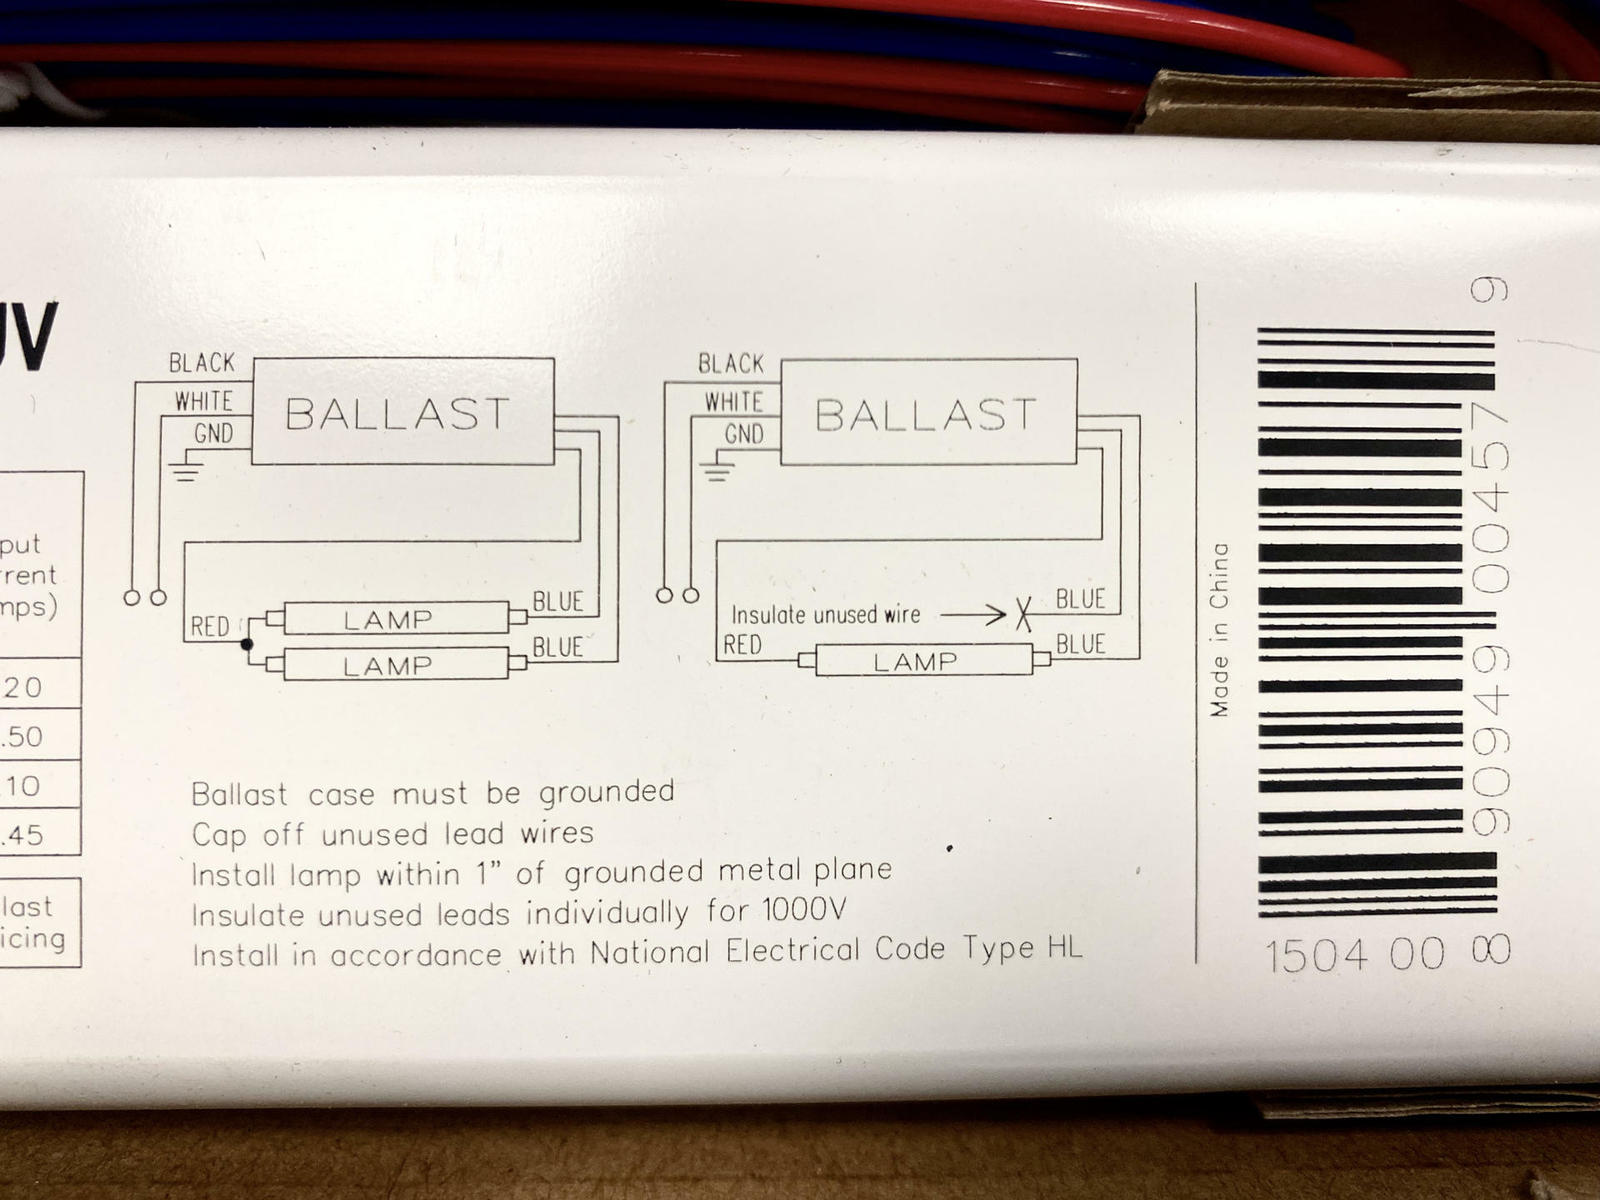 UV
put
rrent
mps)
20
.50
10
.45
last
icing
BLACK
WHITE
GND
BALLAST
RED
LAMP
BLUE
LAMP
BLUE
BLACK
WHITE
GND
BALLAST
Insulate unused wire
BLUE
RED
LAMP
BLUE
Ballast case must be grounded
Cap off unused lead wires
Install lamp within 1" of grounded metal plane
Insulate unused leads individually for 1000V
Install in accordance with National Electrical Code Type HL
Made in China
90949 00457 9
1504 00 00